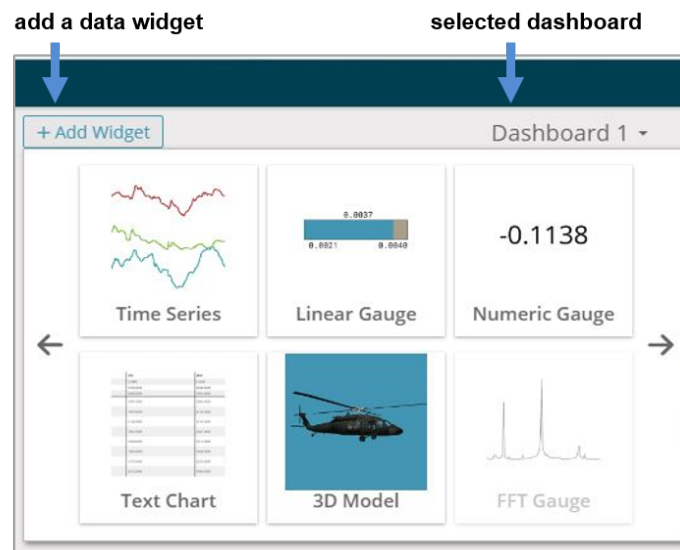 add a data widget
selected dashboard
+ Add Widget
Dashboard 1
0.0037
0.0021
0.0040
-0.1138
Time Series
Linear Gauge
Numeric Gauge
Text Chart
3D Model
FFT Gauge